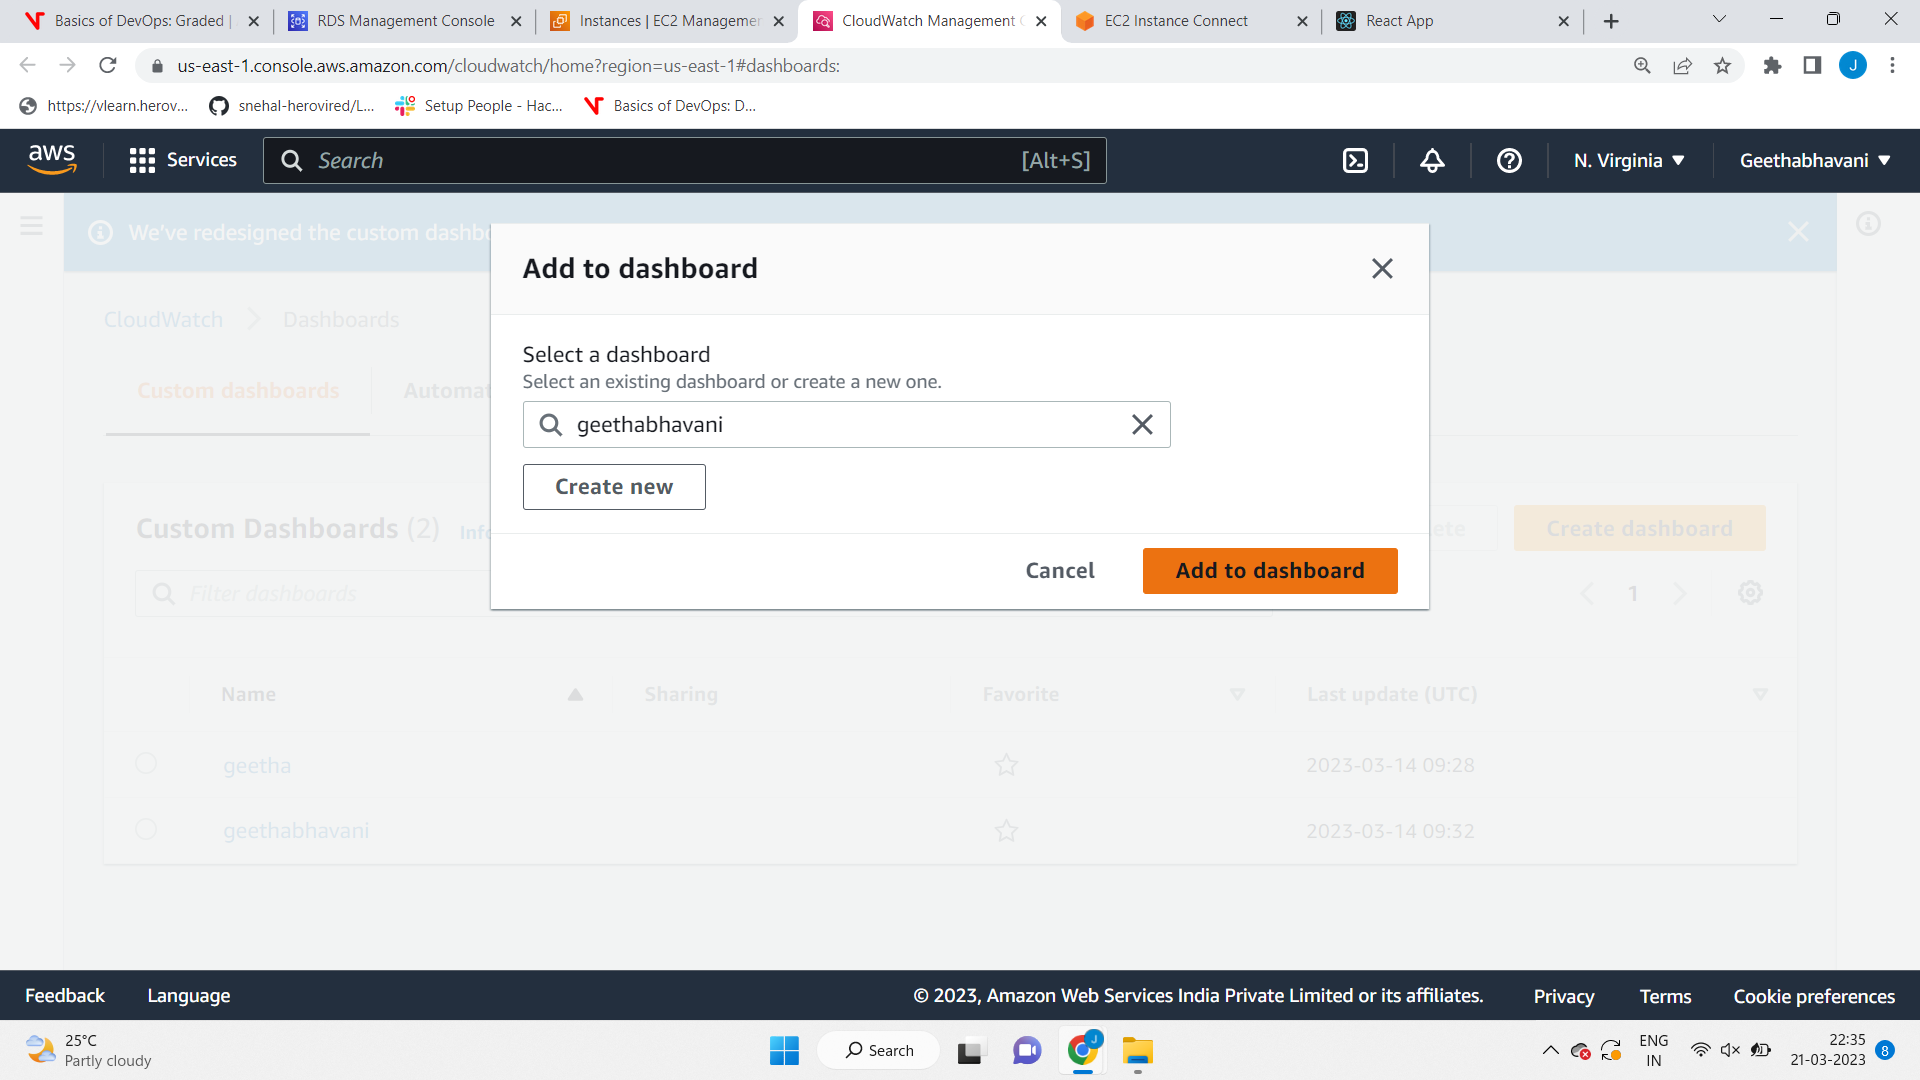 Basics of DevOps: Graded |
RDS Management Console
Instances | EC2 Managemen
CloudWatch Management C
EC2 Instance Connect
React App
us-east-1.console.aws.amazon.com/cloudwatch/home?region=us-east-1#dashboards:
J
https://vlearn.herov...
snehal-herovired/L...
Setup People - Hac...
Basics of DevOps: D...
aws
Services
Search
[Alt+S]
N. Virginia
Geethabhavani
We've redesigned the custom dashbo
Add to dashboard
CloudWatch
Dashboards
Select a dashboard
Select an existing dashboard or create a new one.
Custom dashboards
Automat
geethabhavani
Create new
Custom Dashboards (2)
Info
ete
Create dashboard
Cancel
Add to dashboard
Filter dashboards
1
Name
Sharing
Favorite
Last update (UTC)
geetha
2023-03-14 09:28
geethabhavani
2023-03-14 09:32
Feedback
Language
© 2023, Amazon Web Services India Private Limited or its affiliates.
Privacy
Terms
Cookie preferences
25°C
Partly cloudy
Search
J
ENG
IN
22:35
21-03-2023
8